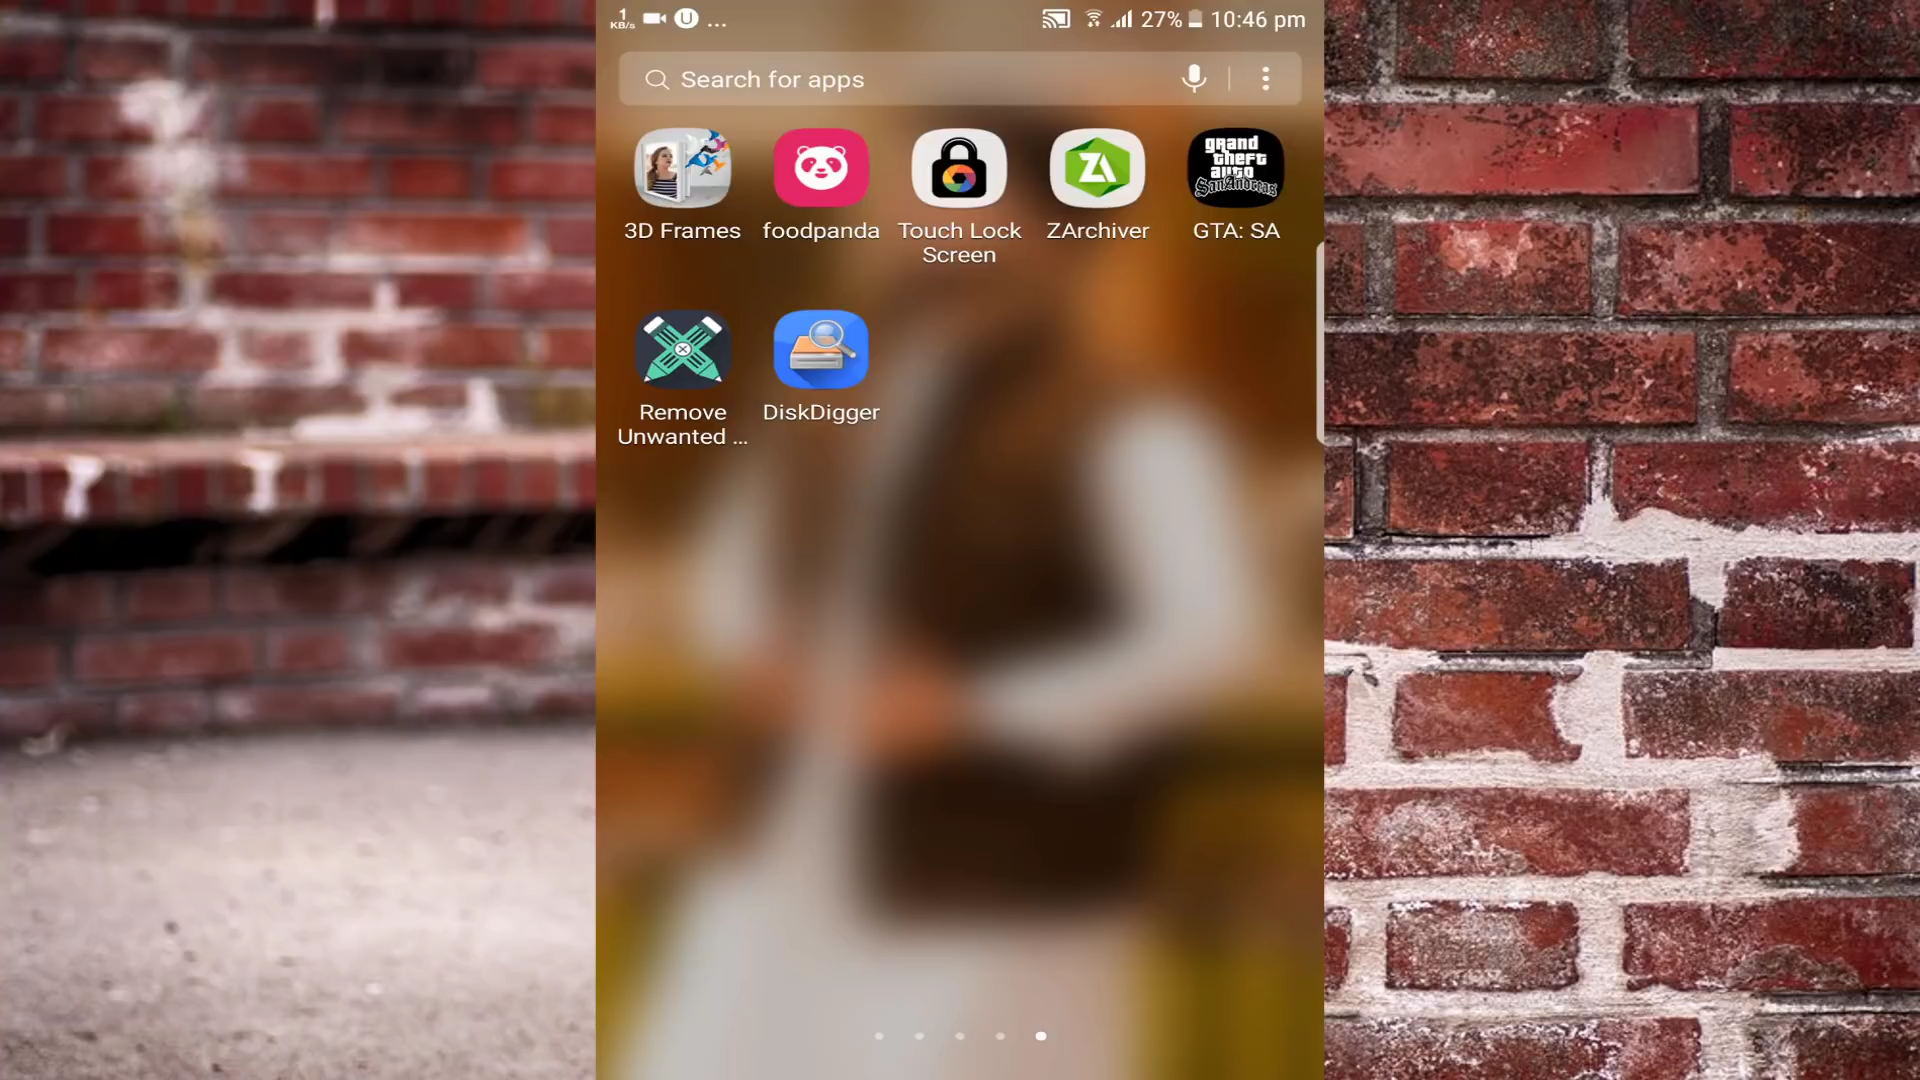 1
KB/s
U
...
27%
10:46 pm
Search for apps
grand
theft
auto
San Andreas
ZA
3D Frames
foodpanda
Touch Lock
Screen
ZArchiver
GTA: SA
Remove
Unwanted ...
DiskDigger